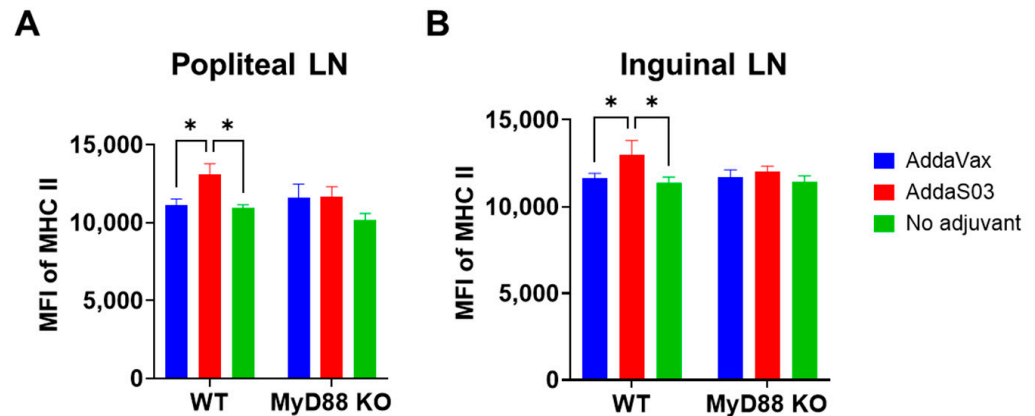 A
Popliteal LN
MFI of MHC II
15,000
10,000
5,000
0
* *
WT MyD88 KO
B
Inguinal LN
MFI of MHC II
15,000
10,000
5,000
0
* *
WT MyD88 KO
AddaVax
AddaS03
No adjuvant